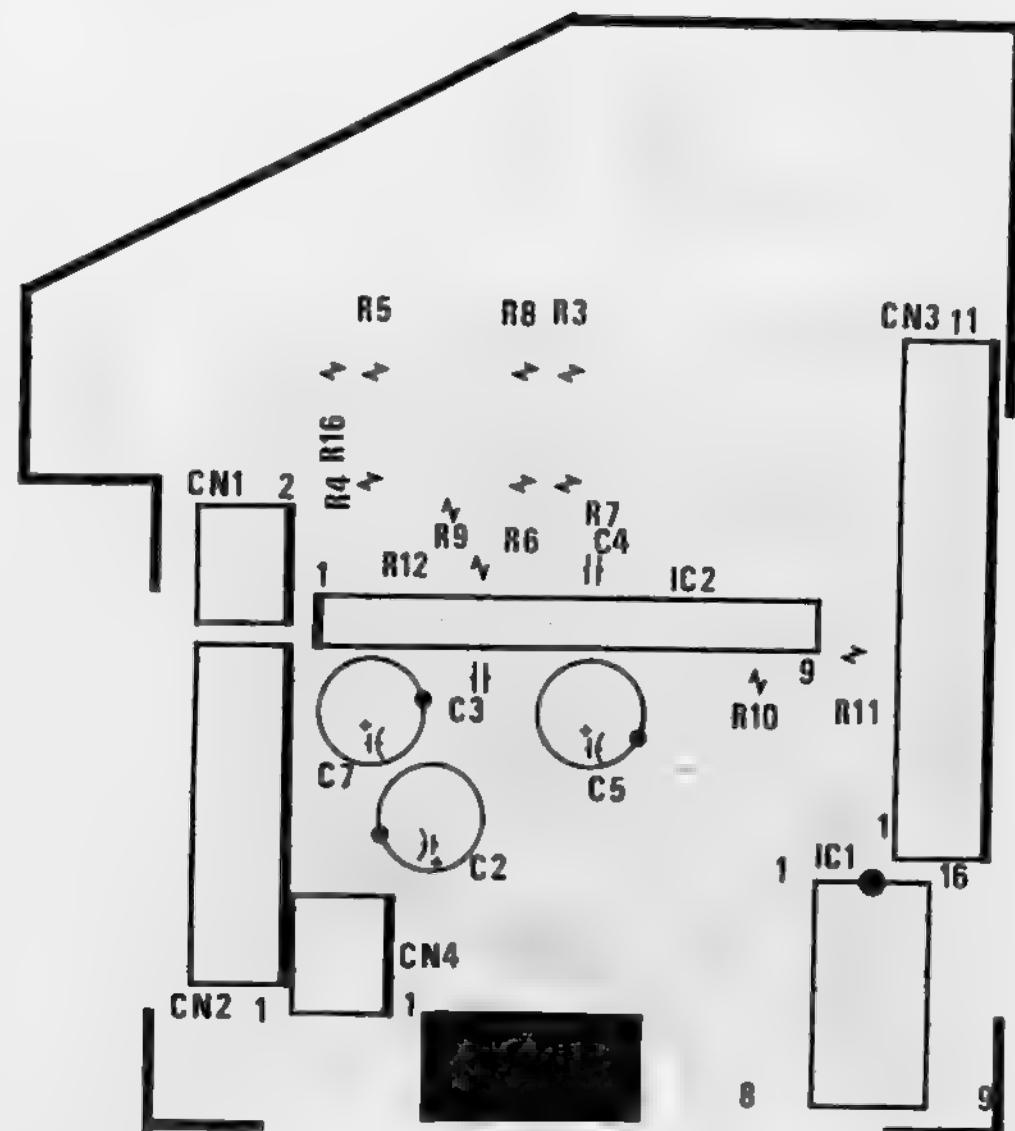 R5 R8 R3
CN3 11
R16
R4
CN1 2
R7
R9 R6 C4
R12
1 IC2
9
C3 R10 R11
C7 C5
1
C2 1 IC1 16
CN4
CN2 1 1
8 9